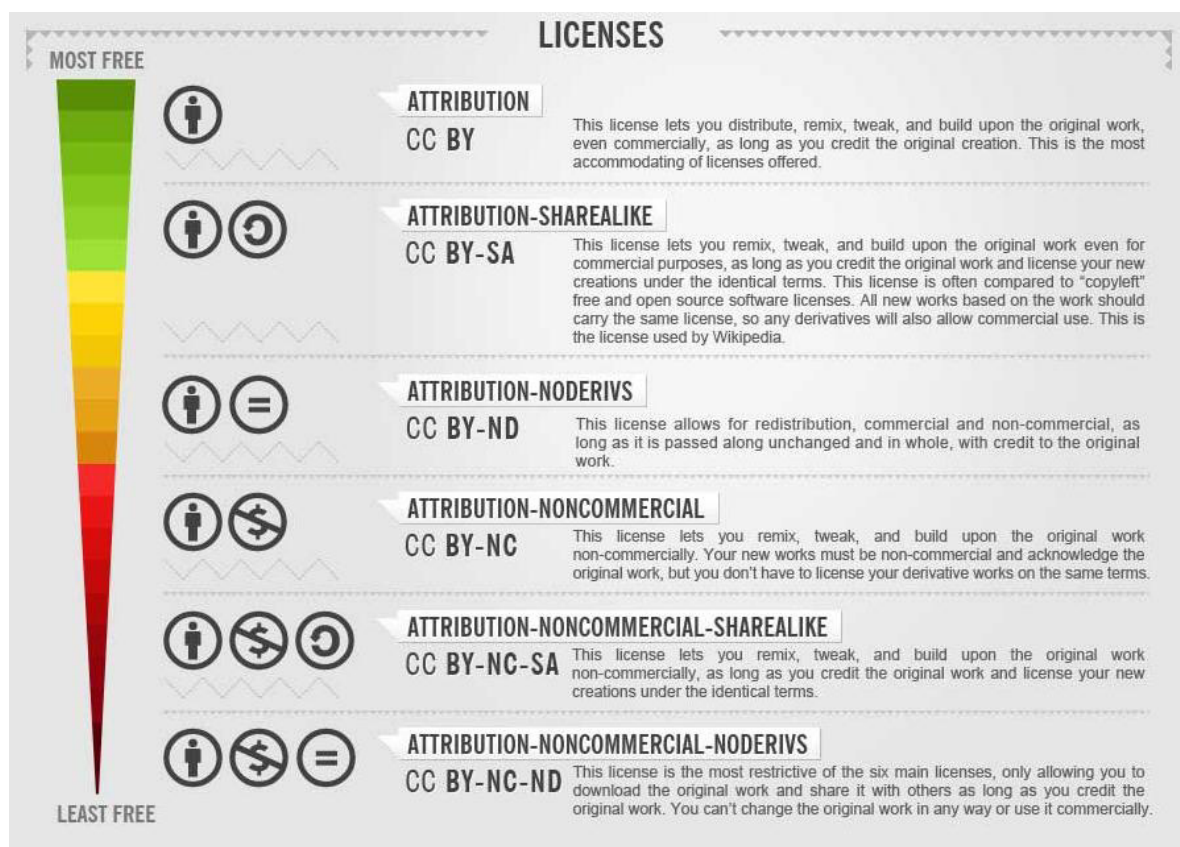 LICENSES
MOST FREE
ATTRIBUTION
CC BY
This license lets you distribute, remix, tweak, and build upon the original work,
even commercially, as long as you credit the original creation. This is the most
accommodating of licenses offered.
ATTRIBUTION-SHAREALIKE
CC BY-SA
This license lets you remix, tweak, and build upon the original work even for
commercial purposes, as long as you credit the original work and license your new
creations under the identical terms. This license is often compared to “copyleft”
free and open source software licenses. All new works based on the work should
carry the same license, so any derivatives will also allow commercial use. This is
the license used by Wikipedia.
ATTRIBUTION-NODERIVS
CC BY-ND
This license allows for redistribution, commercial and non-commercial, as
long as it is passed along unchanged and in whole, with credit to the original
work.
ATTRIBUTION-NONCOMMERCIAL
CC BY-NC
This license lets you remix, tweak, and build upon the original work
non-commercially. Your new works must be non-commercial and acknowledge the
original work, but you don’t have to license your derivative works on the same terms.
ATTRIBUTION-NONCOMMERCIAL-SHAREALIKE
CC BY-NC-SA
This license lets you remix, tweak, and build upon the original work
non-commercially, as long as you credit the original work and license your new
creations under the identical terms.
ATTRIBUTION-NONCOMMERCIAL-NODERIVS
CC BY-NC-ND
This license is the most restrictive of the six main licenses, only allowing you to
download the original work and share it with others as long as you credit the
original work. You can’t change the original work in any way or use it commercially.
LEAST FREE